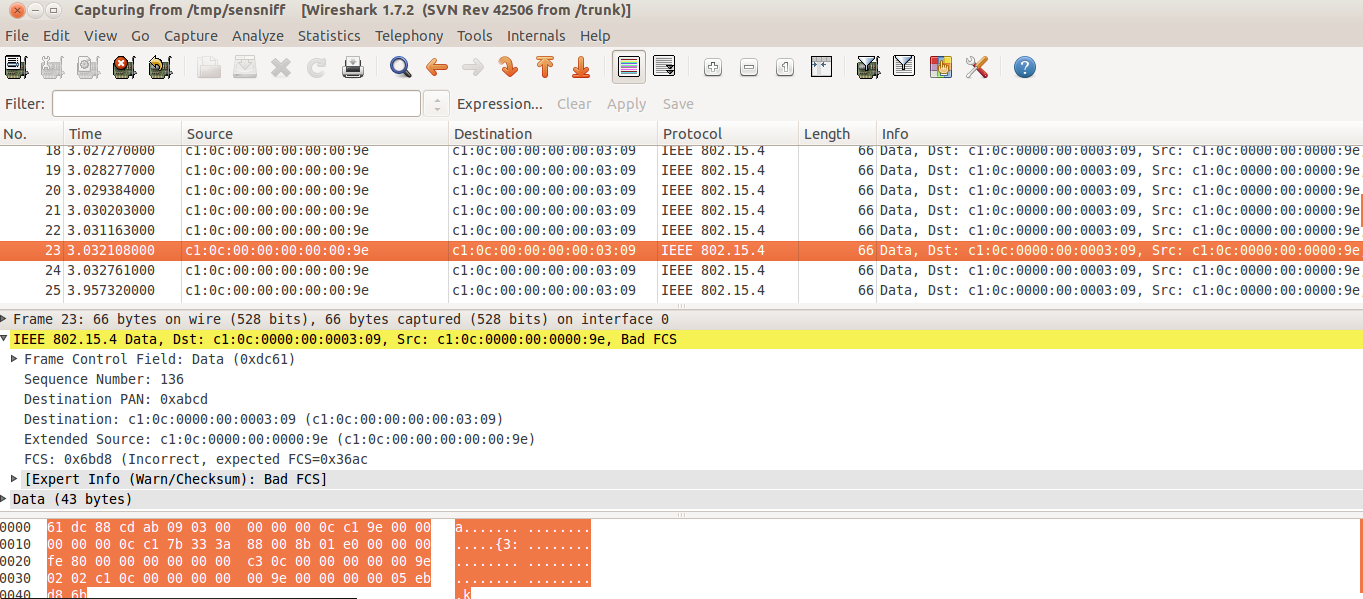 Capturing from /tmp/sensniff [Wireshark 1.7.2 (SVN Rev 42506 from /trunk)]
File Edit View Go Capture Analyze Statistics Telephony Tools Internals Help
Filter: Expression... Clear Apply Save
No. Time Source Destination Protocol Length Info
18 3.027270000 c1:0c:00:00:00:00:00:9e c1:0c:00:00:00:00:03:09 IEEE 802.15.4 66 Data, Dst: c1:0c:0000:00:0003:09, Src: c1:0c:0000:00:0000:9e
19 3.028277000 c1:0c:00:00:00:00:00:9e c1:0c:00:00:00:00:03:09 IEEE 802.15.4 66 Data, Dst: c1:0c:0000:00:0003:09, Src: c1:0c:0000:00:0000:9e
20 3.029384000 c1:0c:00:00:00:00:00:9e c1:0c:00:00:00:00:03:09 IEEE 802.15.4 66 Data, Dst: c1:0c:0000:00:0003:09, Src: c1:0c:0000:00:0000:9e
21 3.030203000 c1:0c:00:00:00:00:00:9e c1:0c:00:00:00:00:03:09 IEEE 802.15.4 66 Data, Dst: c1:0c:0000:00:0003:09, Src: c1:0c:0000:00:0000:9e
22 3.031163000 c1:0c:00:00:00:00:00:9e c1:0c:00:00:00:00:03:09 IEEE 802.15.4 66 Data, Dst: c1:0c:0000:00:0003:09, Src: c1:0c:0000:00:0000:9e
23 3.032108000 c1:0c:00:00:00:00:00:9e c1:0c:00:00:00:00:03:09 IEEE 802.15.4 66 Data, Dst: c1:0c:0000:00:0003:09, Src: c1:0c:0000:00:0000:9e
24 3.032761000 c1:0c:00:00:00:00:00:9e c1:0c:00:00:00:00:03:09 IEEE 802.15.4 66 Data, Dst: c1:0c:0000:00:0003:09, Src: c1:0c:0000:00:0000:9e
25 3.957320000 c1:0c:00:00:00:00:00:9e c1:0c:00:00:00:00:03:09 IEEE 802.15.4 66 Data, Dst: c1:0c:0000:00:0003:09, Src: c1:0c:0000:00:0000:9e
Frame 23: 66 bytes on wire (528 bits), 66 bytes captured (528 bits) on interface 0
IEEE 802.15.4 Data, Dst: c1:0c:0000:00:0003:09, Src: c1:0c:0000:00:0000:9e, Bad FCS
Frame Control Field: Data (0xdc61)
Sequence Number: 136
Destination PAN: 0xabcd
Destination: c1:0c:0000:00:0003:09 (c1:0c:00:00:00:00:03:09)
Extended Source: c1:0c:0000:00:0000:9e (c1:0c:00:00:00:00:00:9e)
FCS: 0x6bd8 (Incorrect, expected FCS=0x36ac
[Expert Info (Warn/Checksum): Bad FCS]
Data (43 bytes)
0000 61 dc 88 cd ab 09 03 00 00 00 00 0c c1 9e 00 00 a....... ........
0010 00 00 00 0c c1 7b 33 3a 88 00 8b 01 e0 00 00 00 .....{3: ........
0020 fe 80 00 00 00 00 00 00 c3 0c 00 00 00 00 00 9e ........ ........
0030 02 02 c1 0c 00 00 00 00 00 9e 00 00 00 00 05 eb ........ ........
0040 d8 6b .k